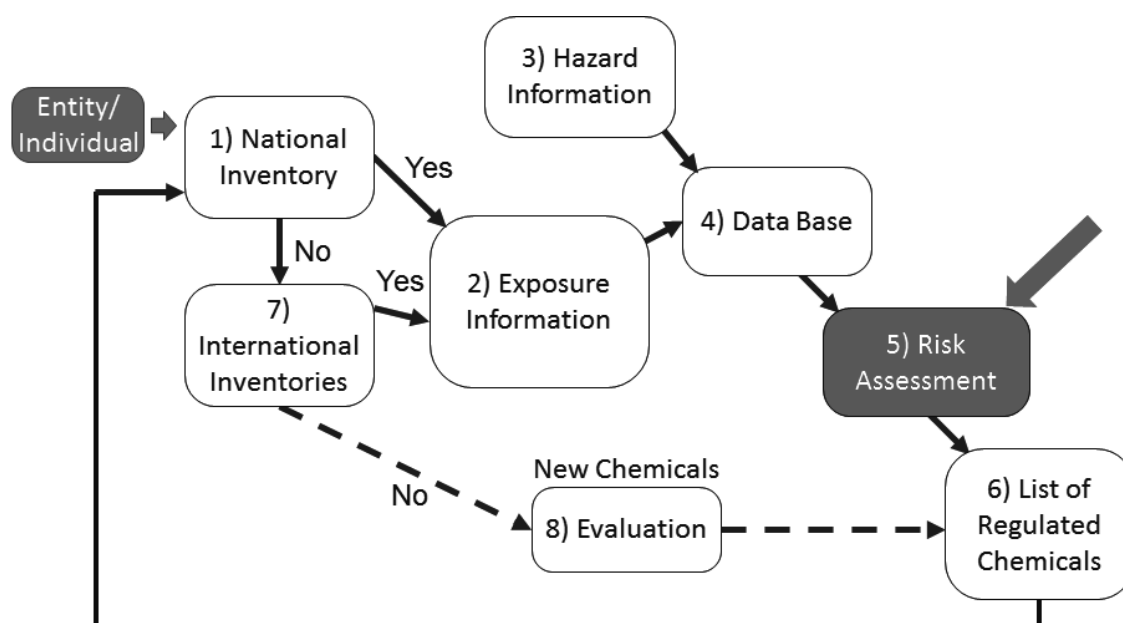 Entity/
Individual
1) National
Inventory
Yes
No
7)
International
Inventories
Yes
2) Exposure
Information
3) Hazard
Information
4) Data Base
5) Risk
Assessment
No
New Chemicals
8) Evaluation
6) List of
Regulated
Chemicals